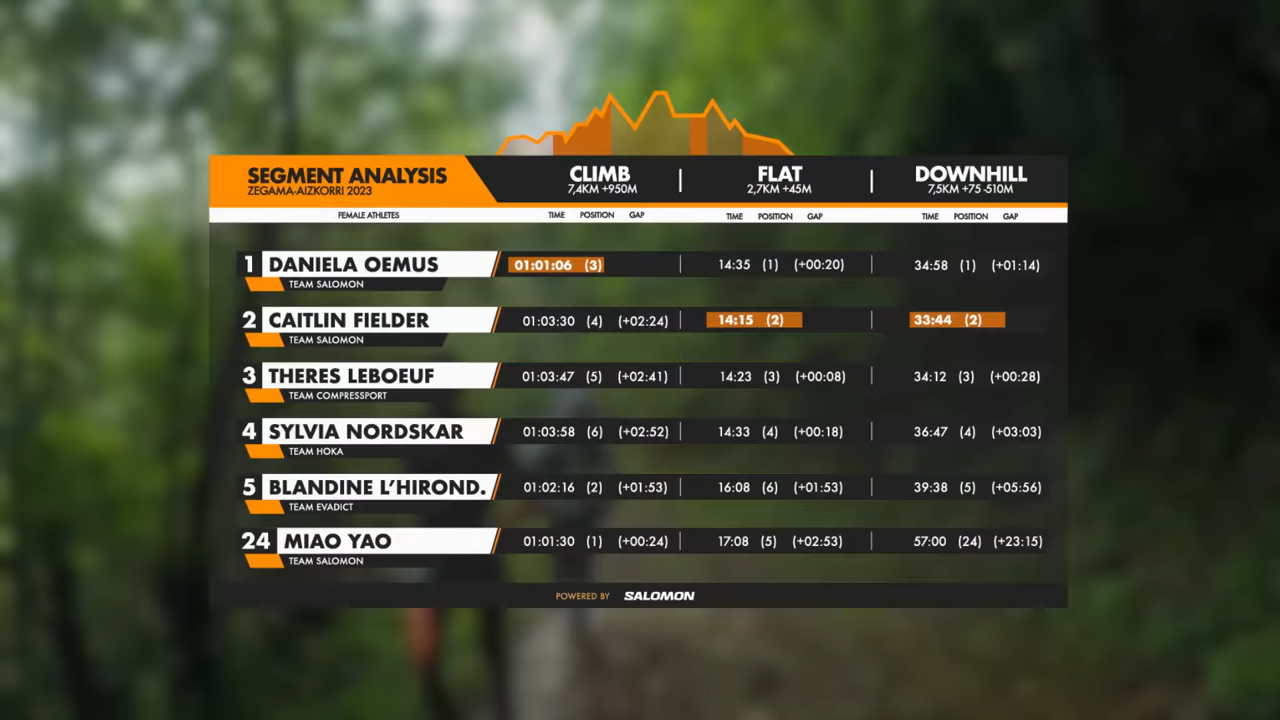 SEGMENT ANALYSIS CLIMB | FLAT | DOWNHILL
ZEGAMA-AIZKORRI 2023 7,4KM +950M 2,7KM +45M 7,5KM +75 -510M
FEMALE ATHLETES TIME POSITION GAP TIME POSITION GAP TIME POSITION GAP
1 DANIELA OEMUS 01:01:06 (3) | 14:35 (1) (+00:20) | 34:58 (1) (+01:14)
TEAM SALOMON
2 CAITLIN FIELDER 01:03:30 (4) (+02:24) | 14:15 (2) | 33:44 (2)
TEAM SALOMON
3 THERES LEBOEUF 01:03:47 (5) (+02:41) | 14:23 (3) (+00:08) | 34:12 (3) (+00:28)
TEAM COMPRESSPORT
4 SYLVIA NORDSKAR 01:03:58 (6) (+02:52) | 14:33 (4) (+00:18) | 36:47 (4) (+03:03)
TEAM HOKA
5 BLANDINE L'HIROND. 01:02:16 (2) (+01:53) | 16:08 (6) (+01:53) | 39:38 (5) (+05:56)
TEAM EVADICT
24 MIAO YAO 01:01:30 (1) (+00:24) | 17:08 (5) (+02:53) | 57:00 (24) (+23:15)
TEAM SALOMON
POWERED BY SALOMON